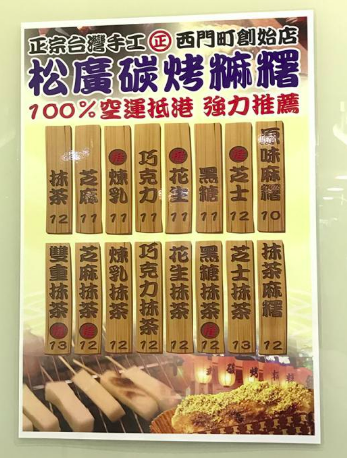 正宗台灣手工㊣西門町創始店
松廣碳烤麻糬
100%空運抵港 強力推薦
抹茶 12
芝麻 11
煉乳 11
巧克力 11
花生 11
黑糖 11
芝士 12
原味麻糬 10
雙重抹茶 13
芝麻抹茶 12
煉乳抹茶 12
巧克力抹茶 12
花生抹茶 12
黑糖抹茶 12
芝士抹茶 13
抹茶麻糬 12